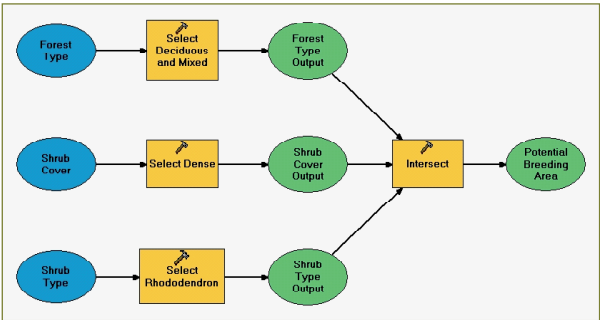 Forest
Type
Select
Deciduous
and Mixed
Forest
Type
Output
Shrub
Cover
Select Dense
Shrub
Cover
Output
Intersect
Potential
Breeding
Area
Shrub
Type
Select
Rhododendron
Shrub
Type
Output